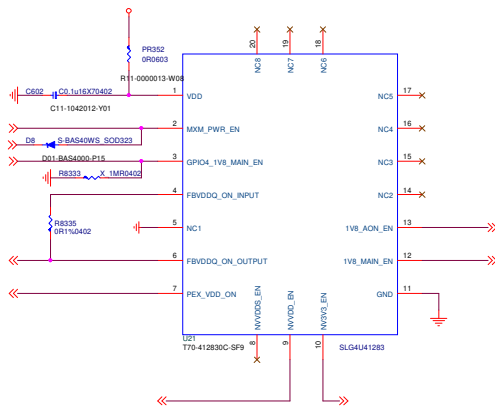 PR352
0R0603
R11-0000013-W08
C602
C0.1u16X70402
C11-1042012-Y01
20
19
18
NC8
NC7
NC6
1
VDD
NC5
17
2
MXM_PWR_EN
NC4
16
D8
S-BAS40WS_SOD323
3
GPIO4_1V8_MAIN_EN
NC3
15
D01-BAS4000-P15
R8333
X_1MR0402
4
FBVDDQ_ON_INPUT
NC2
14
R8335
0R1%0402
5
NC1
1V8_AON_EN
13
6
FBVDDQ_ON_OUTPUT
1V8_MAIN_EN
12
7
PEX_VDD_ON
GND
11
NVVDDS_EN
NVVDD_EN
NV3V3_EN
U21
T70-412830C-SF9
8
9
10
SLG4U41283